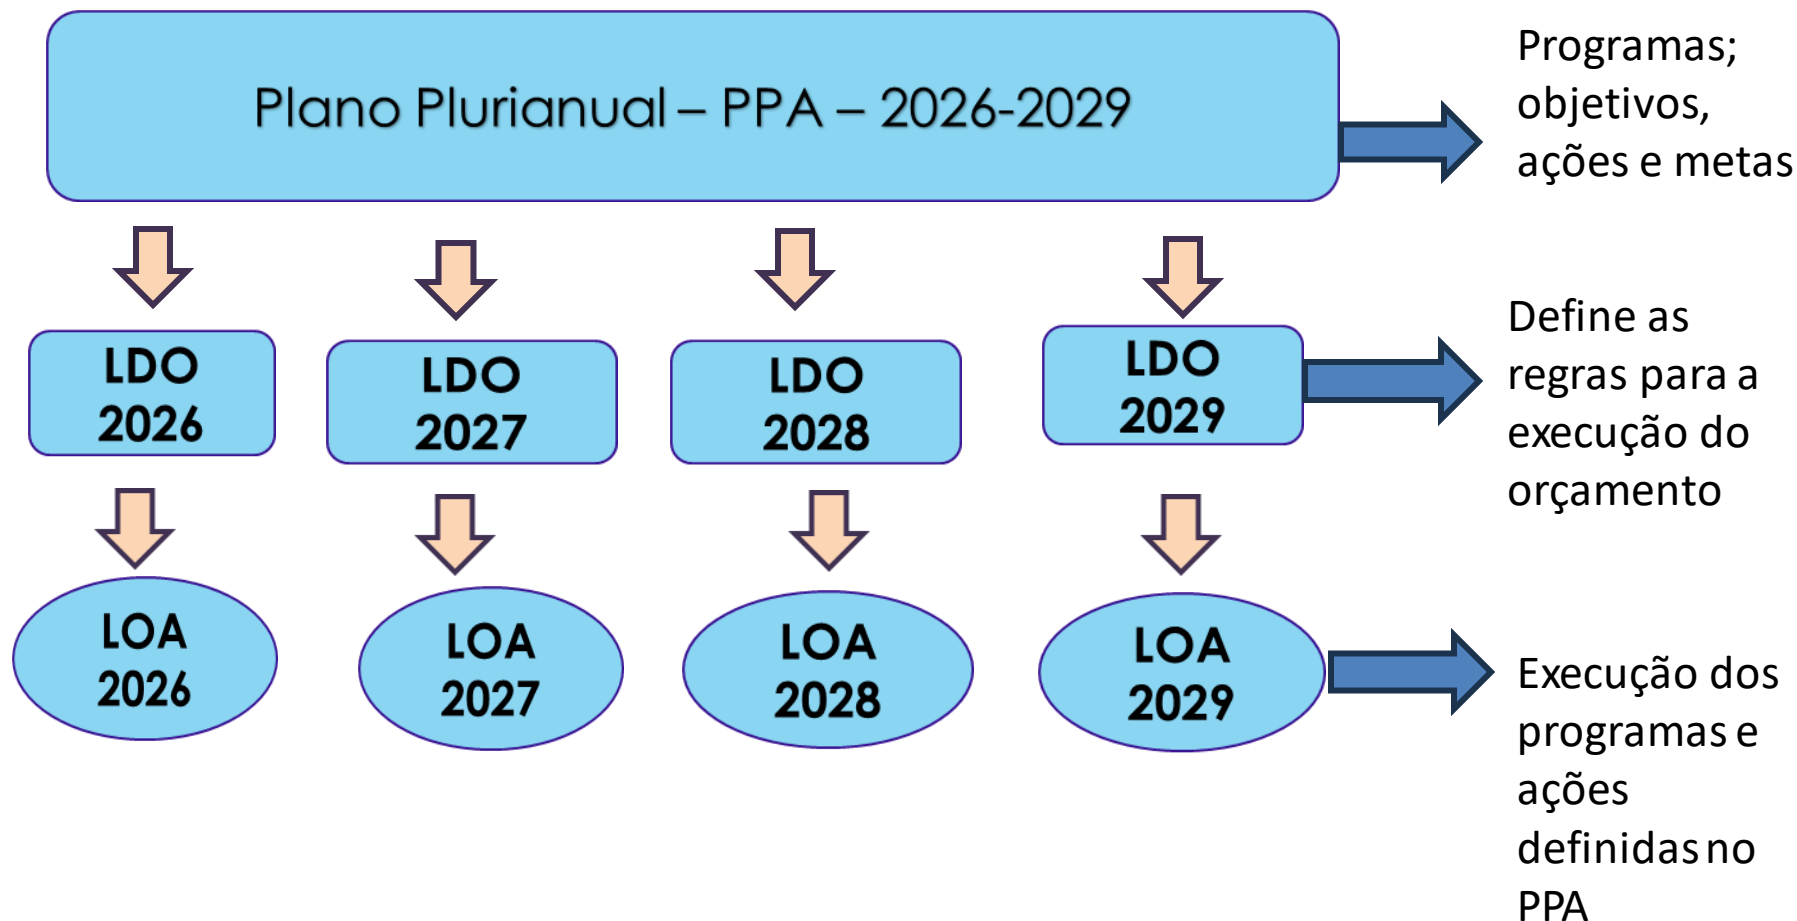 Plano Plurianual – PPA – 2026-2029
Programas;
objetivos,
ações e metas
LDO
2026
LDO
2027
LDO
2028
LDO
2029
Define as
regras para a
execução do
orçamento
LOA
2026
LOA
2027
LOA
2028
LOA
2029
Execução dos
programas e
ações
definidas no
PPA